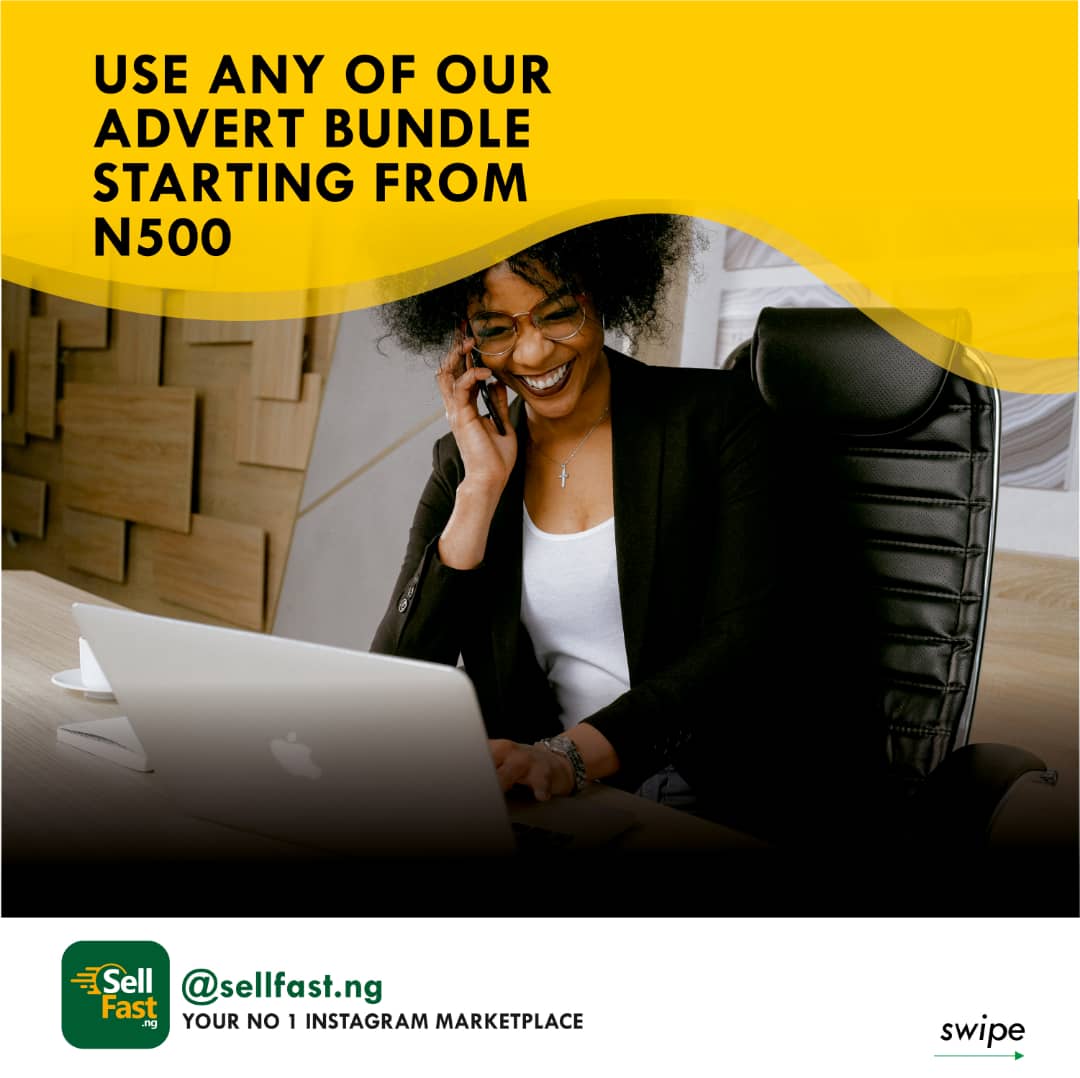 USE ANY OF OUR
ADVERT BUNDLE
STARTING FROM
N500
Sell
Fast
.ng
@sellfast.ng
YOUR NO 1 INSTAGRAM MARKETPLACE
swipe